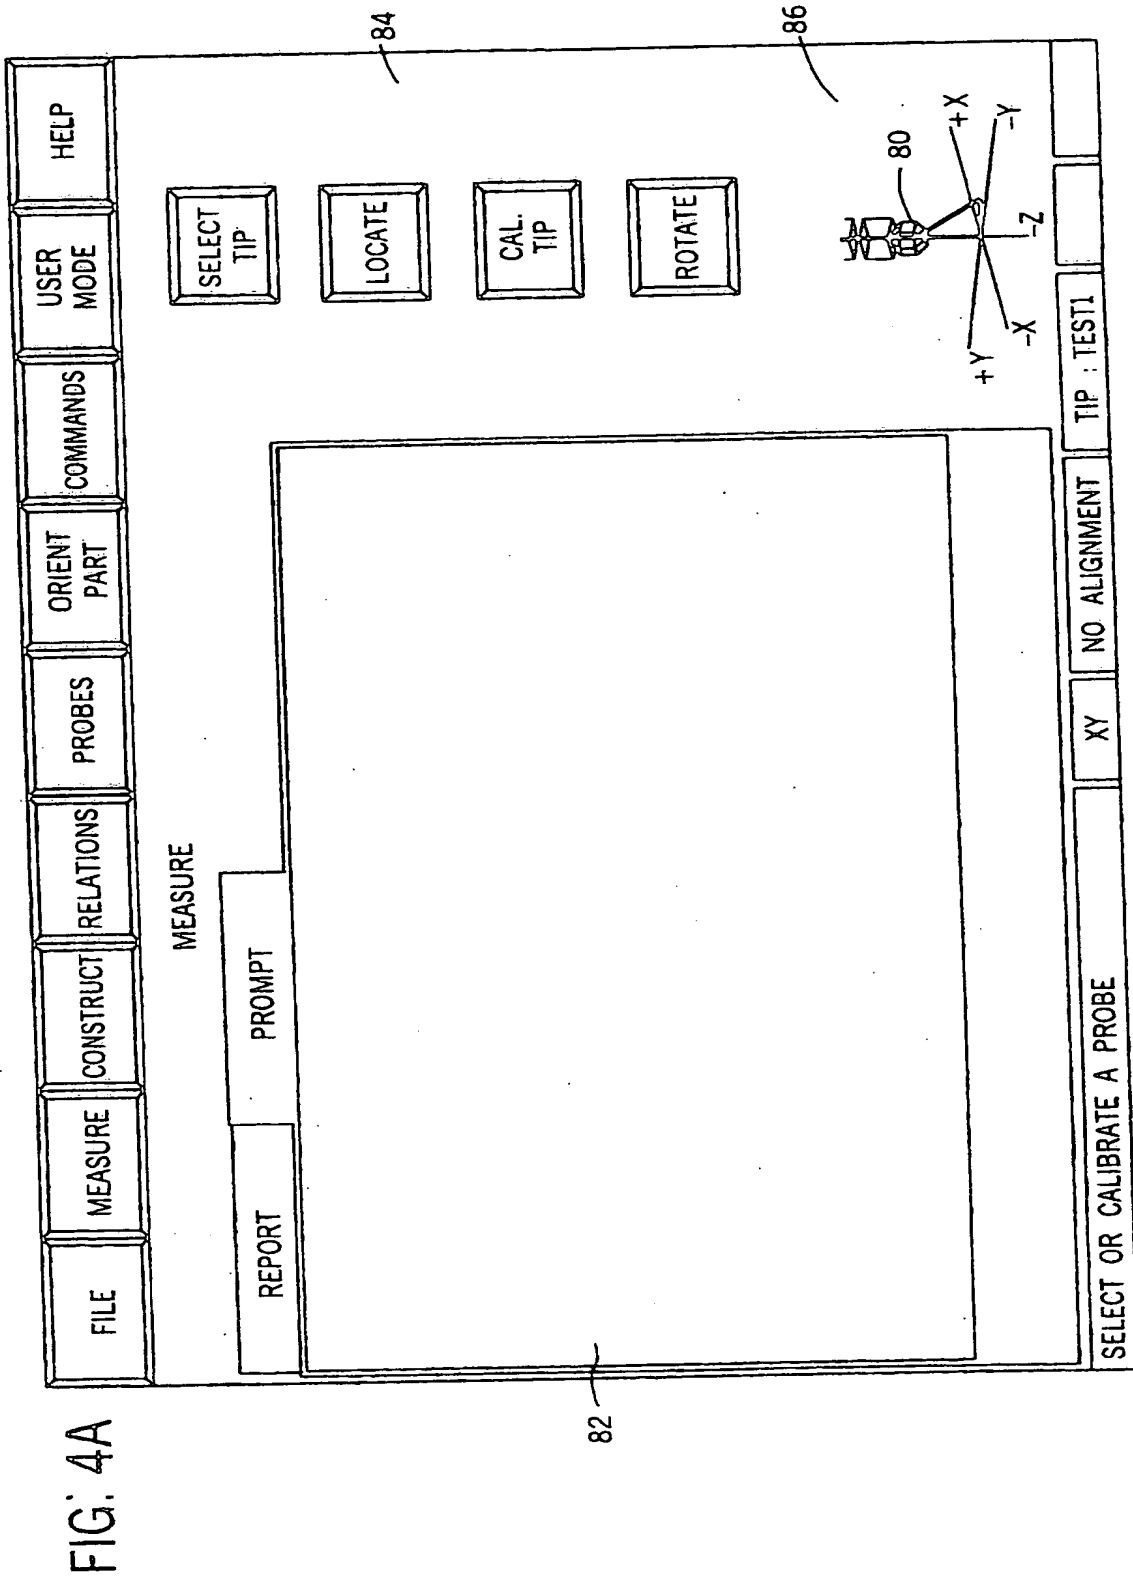 FIG. 4A
FILE
MEASURE
CONSTRUCT
RELATIONS
PROBES
ORIENT
PART
COMMANDS
USER
MODE
HELP
MEASURE
REPORT
PROMPT
SELECT
TIP
LOCATE
CAL.
TIP
ROTATE
82
84
86
80
+X
-Y
-Z
-X
+Y
SELECT OR CALIBRATE A PROBE
XY
NO ALIGNMENT
TIP : TEST1